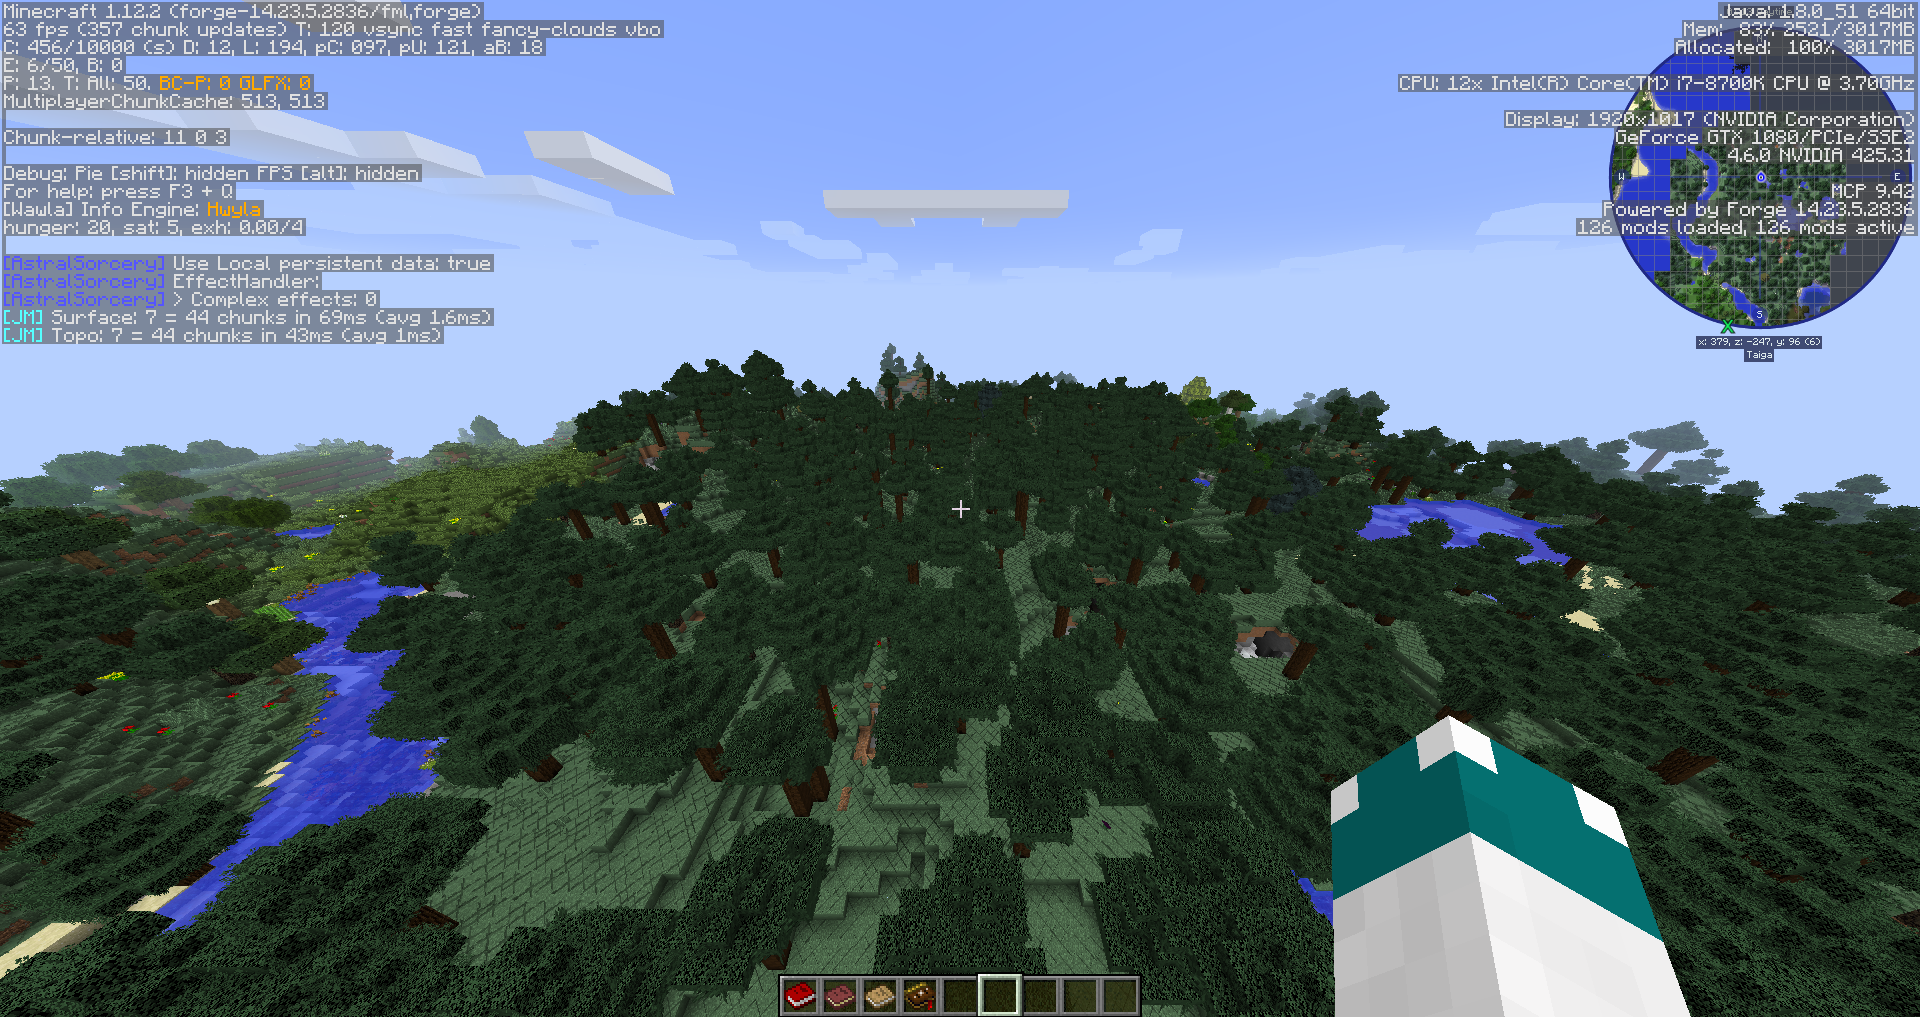 Minecraft 1.12.2 (forge-14.23.5.2836/fml,forge)
63 fps (357 chunk updates) T: 120 vsync fast fancy-clouds vbo
C: 456/10000 (s) D: 12, L: 194, pC: 097, pU: 121, aB: 18
E: 6/50, B: 0
P: 13. T: All: 50. BC-P: 0 GLFX: 0
MultiplayerChunkCache: 513, 513
Chunk-relative: 11 0 3
Debug: Pie [shift]: hidden FPS [alt]: hidden
For help: press F3 + Q
[Wawla] Info Engine: Hwyla
hunger: 20, sat: 5, exh: 0.00/4
[AstralSorcery] Use Local persistent data: true
[AstralSorcery] EffectHandler:
[AstralSorcery] > Complex effects: 0
[JM] Surface: 7 = 44 chunks in 69ms (avg 1.6ms)
[JM] Topo: 7 = 44 chunks in 43ms (avg 1ms)
Java: 1.8.0_51 64bit
Mem: 83% 2521/3017MB
Allocated: 100% 3017MB
CPU: 12x Intel(R) Core(TM) i7-8700K CPU @ 3.70GHz
Display: 1920x1017 (NVIDIA Corporation)
GeForce GTX 1080/PCIe/SSE2
4.6.0 NVIDIA 425.31
MCP 9.42
Powered by Forge 14.23.5.2836
126 mods loaded, 126 mods active
W
E
S
X
x: 379, z: -247, y: 96 (6)
Taiga